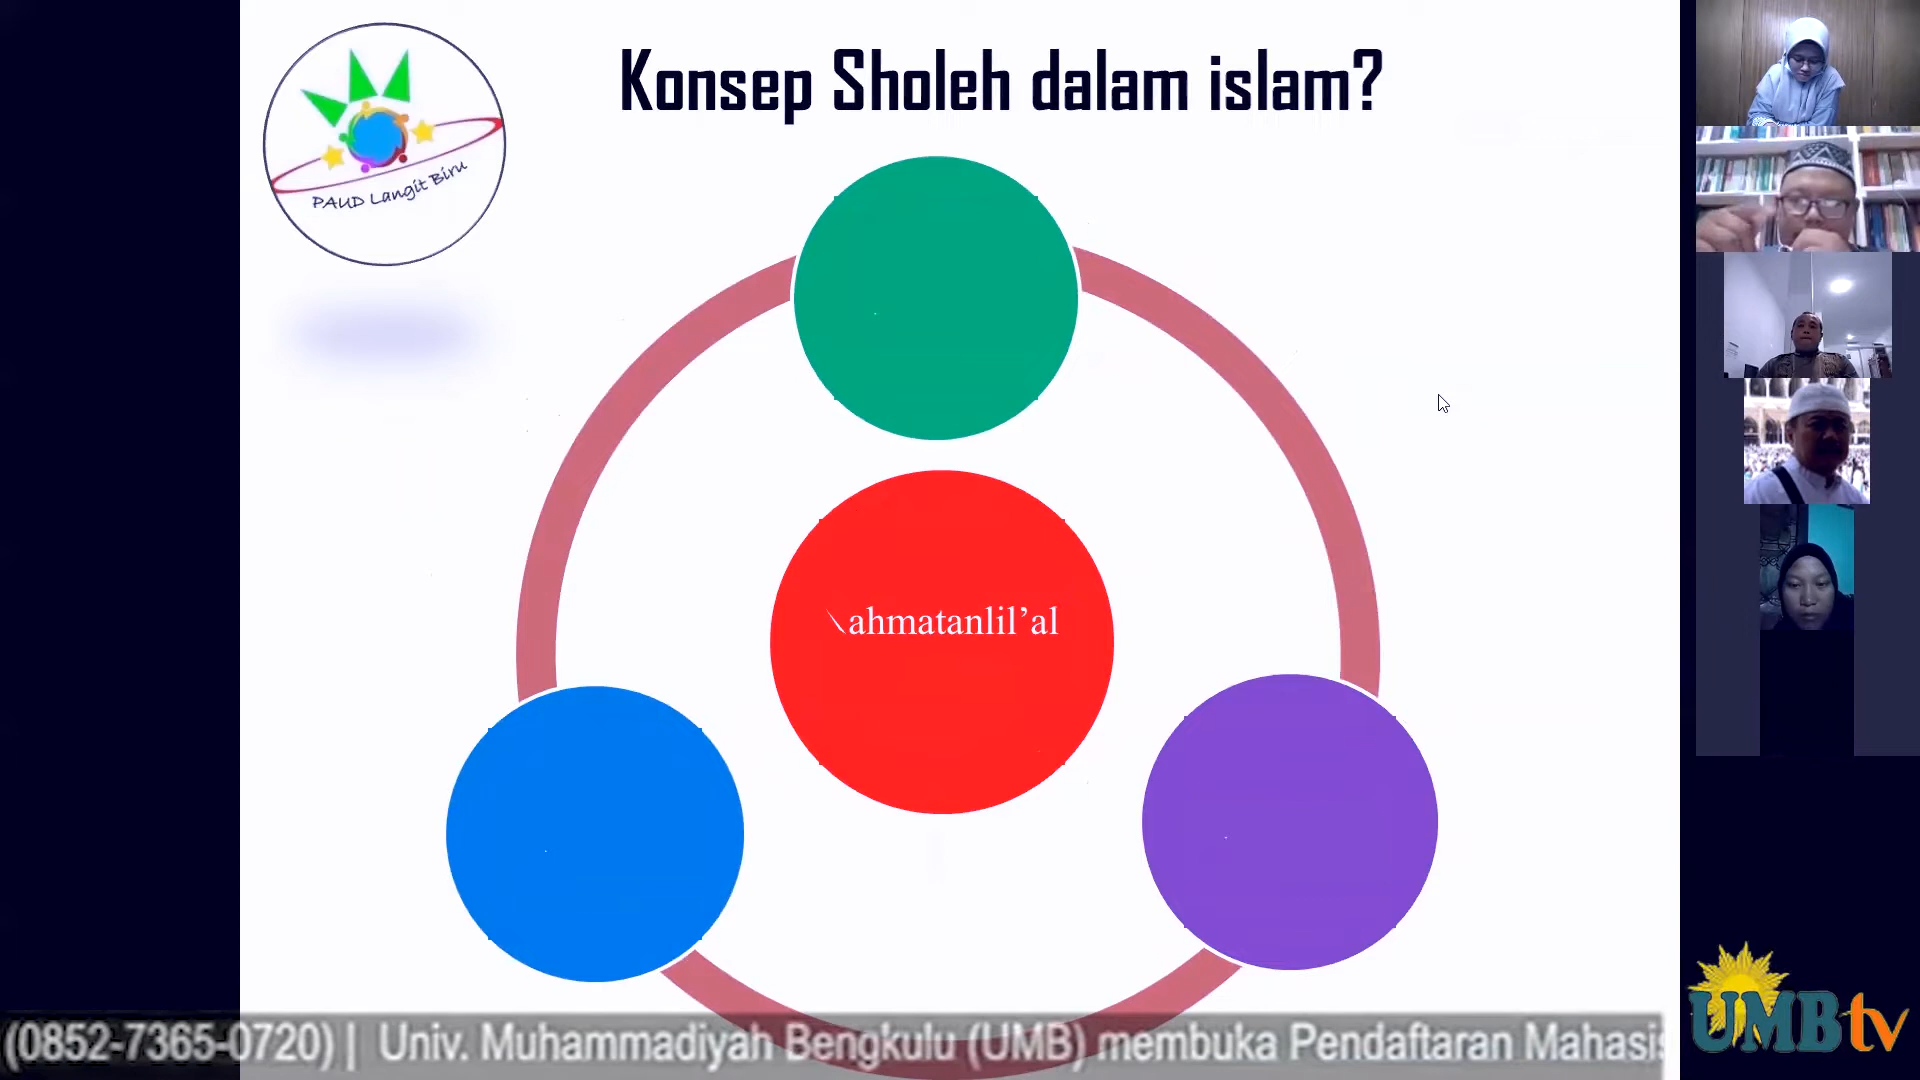 Konsep Sholeh dalam islam?
PAUD Langit Biru
ahmatanlil’al
(0852-7365-0720) | Univ. Muhammadiyah Bengkulu (UMB) membuka Pendaftaran Mahasis
UMBtv